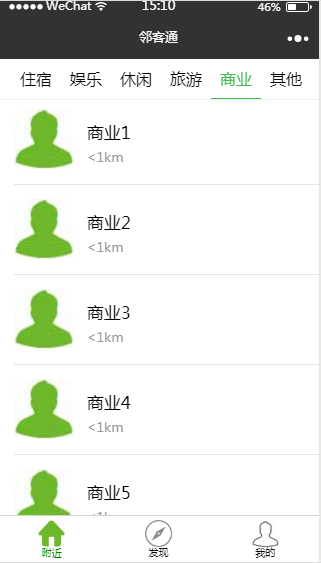 WeChat 15:10 46%
邻客通
住宿 娱乐 休闲 旅游 商业 其他
商业1
<1km
商业2
<1km
商业3
<1km
商业4
<1km
商业5
<1km
附近 发现 我的